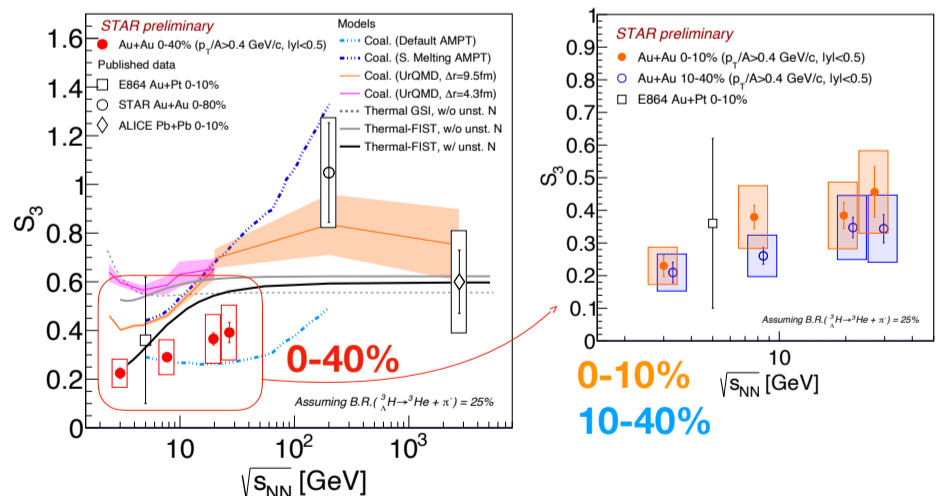 STAR preliminary
Au+Au 0-40% (pT/A>0.4 GeV/c, |y|<0.5)
Published data
E864 Au+Pt 0-10%
STAR Au+Au 0-80%
ALICE Pb+Pb 0-10%
Models
Coal. (Default AMPT)
Coal. (S. Melting AMPT)
Coal. (UrQMD, Δr=9.5fm)
Coal. (UrQMD, Δr=4.3fm)
Thermal GSI, w/o unst. N
Thermal-FIST, w/o unst. N
Thermal-FIST, w/ unst. N
1.6
1.4
1.2
1
0.8
0.6
0.4
0.2
0
S₃
0-40%
Assuming B.R.(³ΛH→³He + π⁻) = 25%
10
10²
10³
√sNN [GeV]
STAR preliminary
Au+Au 0-10% (pT/A>0.4 GeV/c, |y|<0.5)
Au+Au 10-40% (pT/A>0.4 GeV/c, |y|<0.5)
E864 Au+Pt 0-10%
1
0.9
0.8
0.7
0.6
0.5
0.4
0.3
0.2
0.1
0
S₃
Assuming B.R.(³ΛH→³He + π⁻) = 25%
10
√sNN [GeV]
0-10%
10-40%